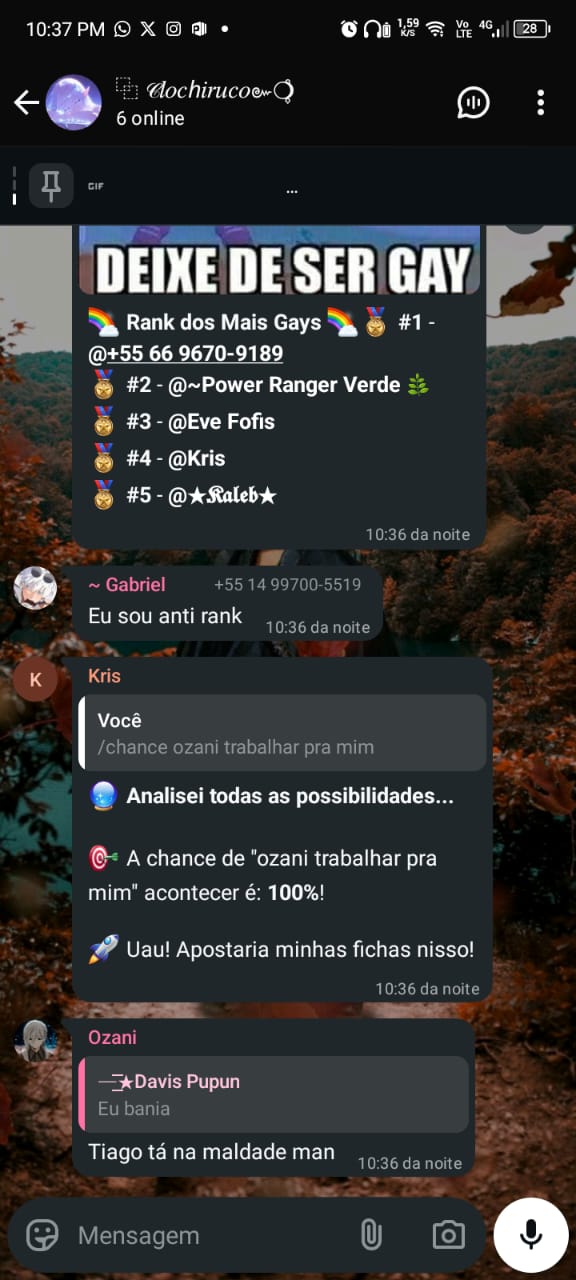 10:37 PM
1,59 K/S
Vo LTE
4G
28
𝒞lochiruco
6 online
GIF
...
DEIXE DE SER GAY
🌈 Rank dos Mais Gays 🌈 🏅 #1 -
@+55 66 9670-9189
🏅 #2 - @~Power Ranger Verde 🌿
🏅 #3 - @Eve Fofis
🏅 #4 - @Kris
🏅 #5 - @★𝕶𝖆𝖑𝖊𝖇★
10:36 da noite
~ Gabriel +55 14 99700-5519
Eu sou anti rank
10:36 da noite
K
Kris
Você
/chance ozani trabalhar pra mim
🔮 Analisei todas as possibilidades...
🎯 A chance de "ozani trabalhar pra
mim" acontecer é: 100%!
🚀 Uau! Apostaria minhas fichas nisso!
10:36 da noite
Ozani
★Davis Pupun
Eu bania
Tiago tá na maldade man
10:36 da noite
Mensagem